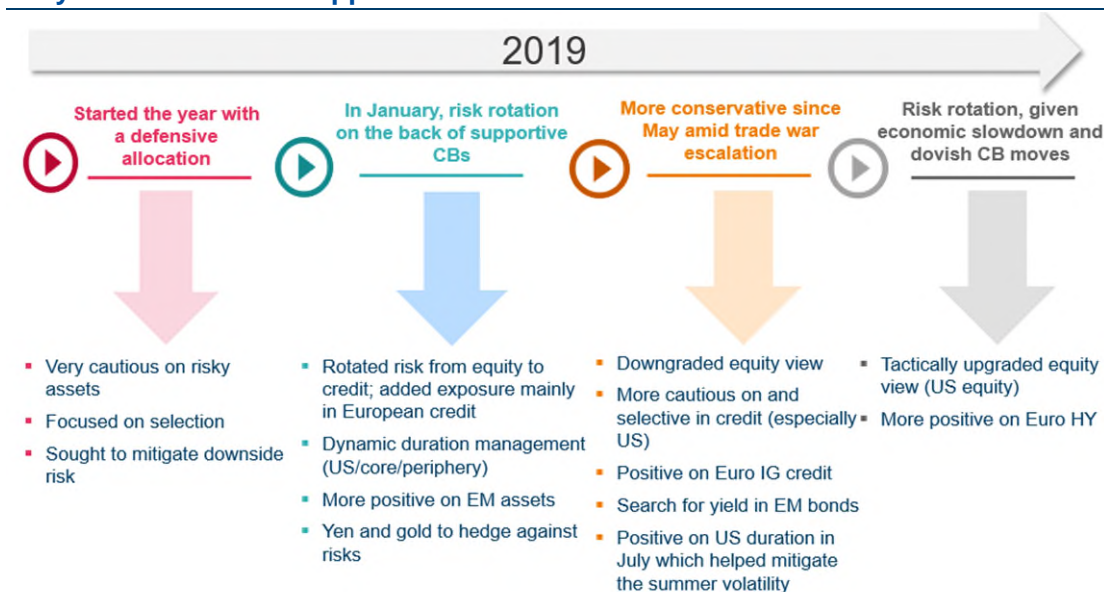 2019
Started the year with
a defensive
allocation
In January, risk rotation
on the back of supportive
CBs
More conservative since
May amid trade war
escalation
Risk rotation, given
economic slowdown and
dovish CB moves
Very cautious on risky
assets
Focused on selection
Sought to mitigate downside
risk
Rotated risk from equity to
credit; added exposure mainly
in European credit
Dynamic duration management
(US/core/periphery)
More positive on EM assets
Yen and gold to hedge against
risks
Downgraded equity view
More cautious on and
selective in credit (especially
US)
Positive on Euro IG credit
Search for yield in EM bonds
Positive on US duration in
July which helped mitigate
the summer volatility
Tactically upgraded equity
view (US equity)
More positive on Euro HY